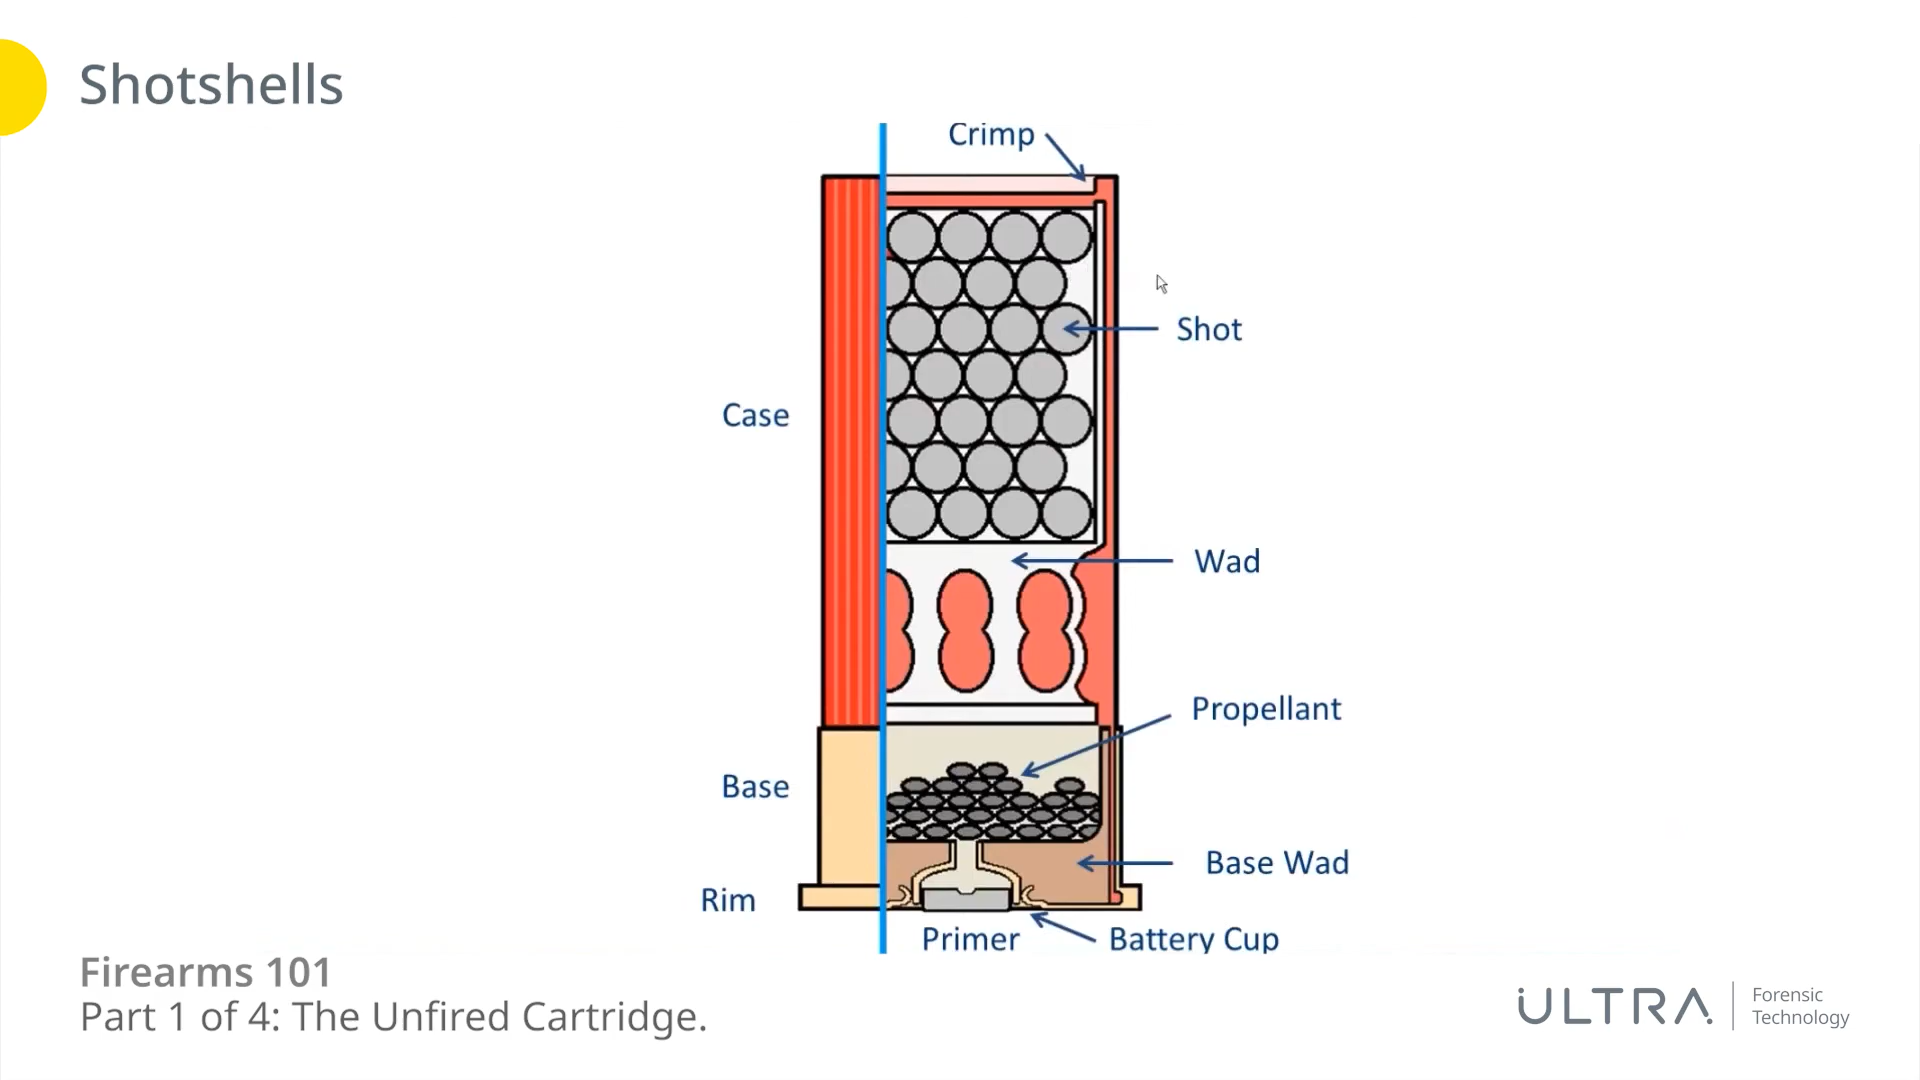 Shotshells
Crimp
Shot
Case
Wad
Propellant
Base
Base Wad
Rim
Primer
Battery Cup
Firearms 101
Part 1 of 4: The Unfired Cartridge.
ULTRA
Forensic
Technology